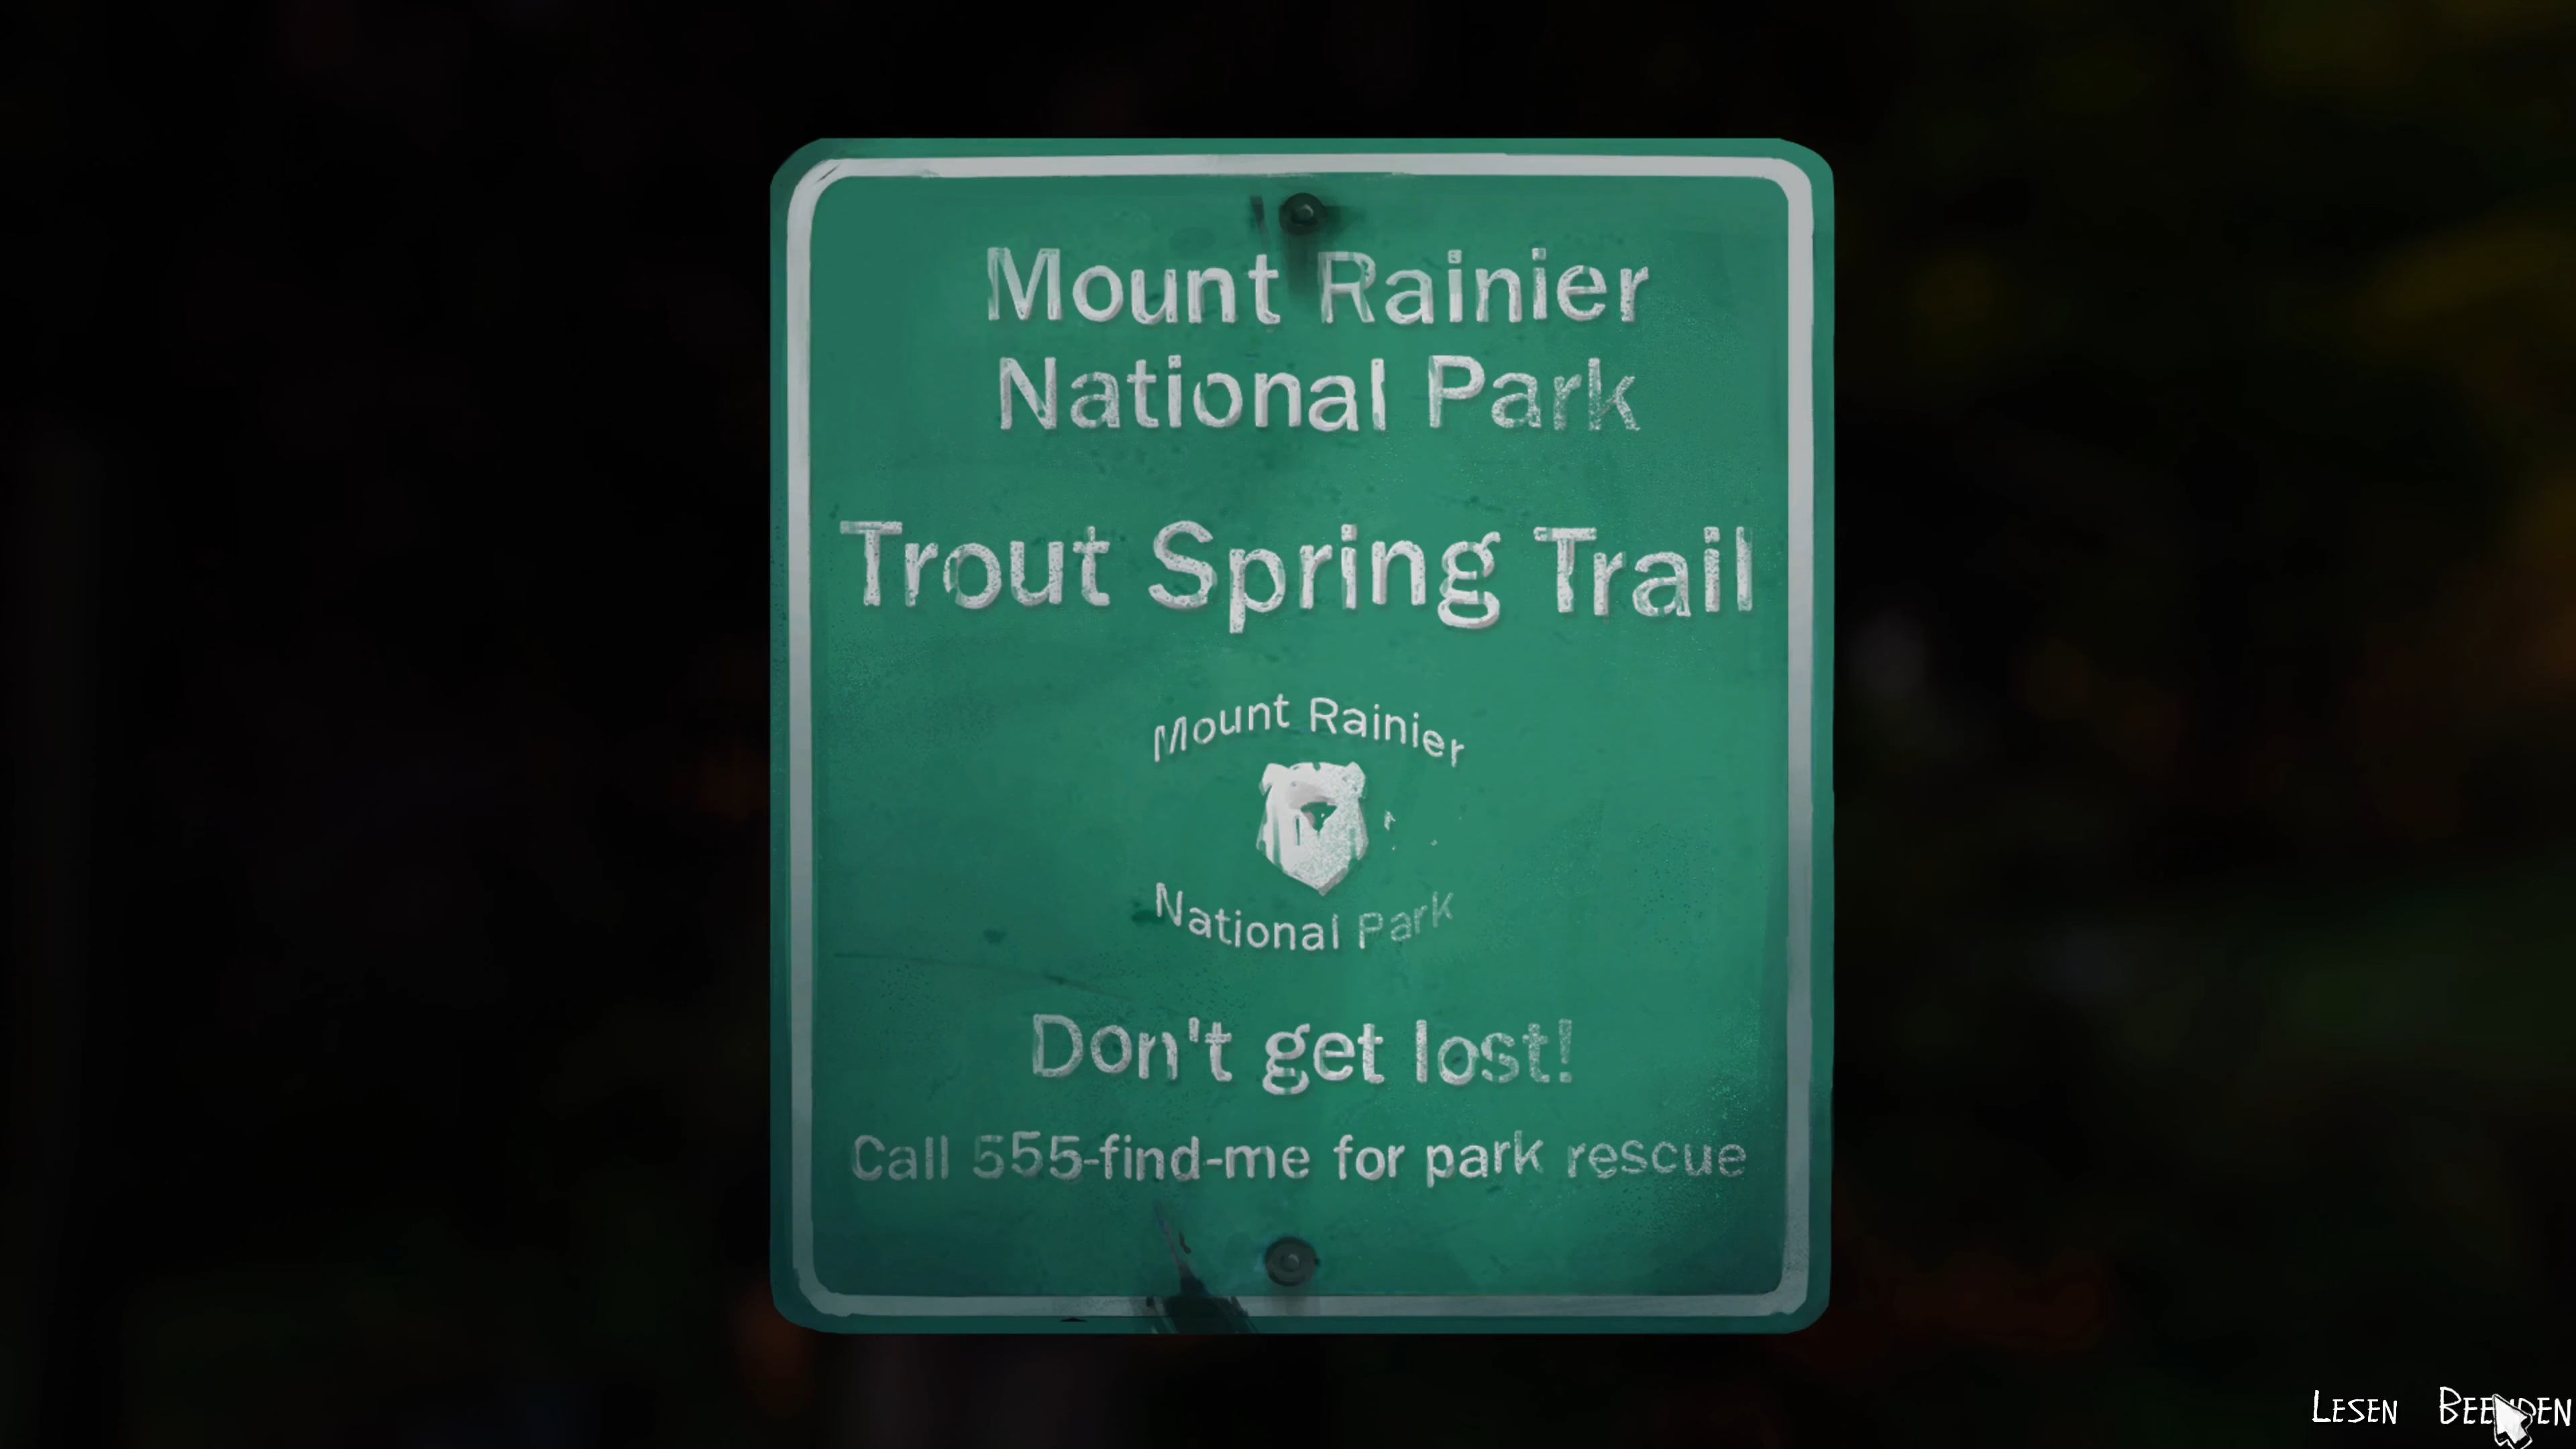 Mount Rainier
National Park
Trout Spring Trail
Mount Rainier
National Park
Don't get lost!
Call 555-find-me for park rescue
LESEN BEENDEN